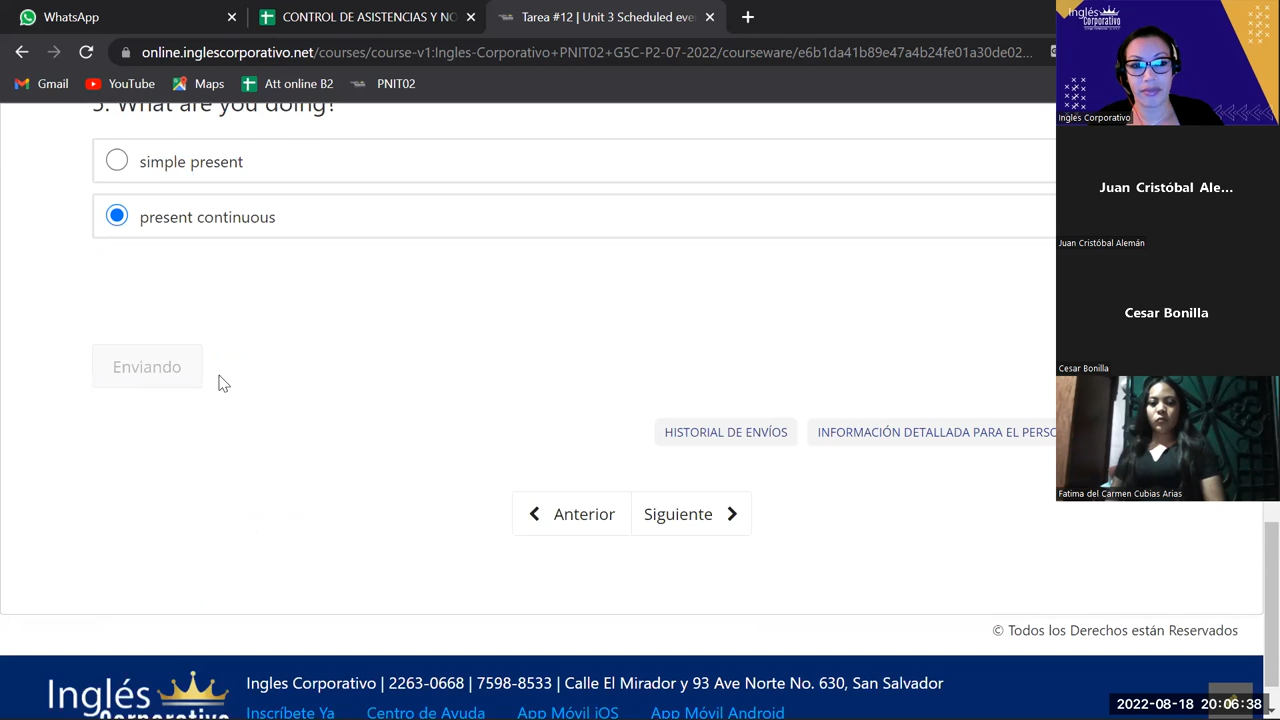 WhatsApp
CONTROL DE ASISTENCIAS Y NO
Tarea #12 | Unit 3 Scheduled eve
online.inglescorporativo.net/courses/course-v1:Ingles-Corporativo+PNIT02+G5C-P2-07-2022/courseware/e6b1da41b89e47a4b24fe01a30de02...
Gmail
YouTube
Maps
Att online B2
PNIT02
5. What are you doing?
simple present
present continuous
Enviando
HISTORIAL DE ENVÍOS
INFORMACIÓN DETALLADA PARA EL PERSO
Anterior
Siguiente
© Todos los Derechos están Reservados
Inglés
Corporativo
Ingles Corporativo | 2263-0668 | 7598-8533 | Calle El Mirador y 93 Ave Norte No. 630, San Salvador
Inscríbete Ya
Centro de Ayuda
App Móvil iOS
App Móvil Android
Inglés
Corporativo
Inglés Corporativo
Juan Cristóbal Ale...
Juan Cristóbal Alemán
Cesar Bonilla
Cesar Bonilla
Fatima del Carmen Cubias Arias
2022-08-18 20:06:38